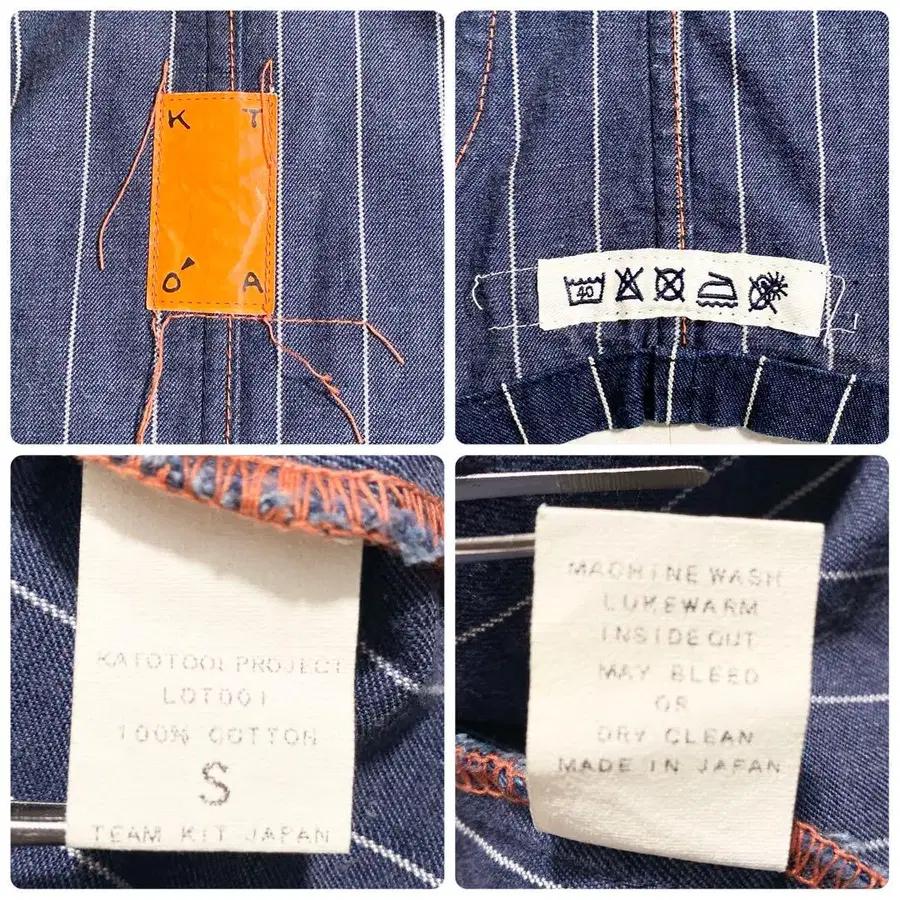 K T
O' A
40
KATOTOOL PROJECT
LOT001
100% COTTON
S
TEAM KIT JAPAN
MACHINE WASH
LUKEWARM
INSIDE OUT
MAY BLEED
OR
DRY CLEAN
MADE IN JAPAN